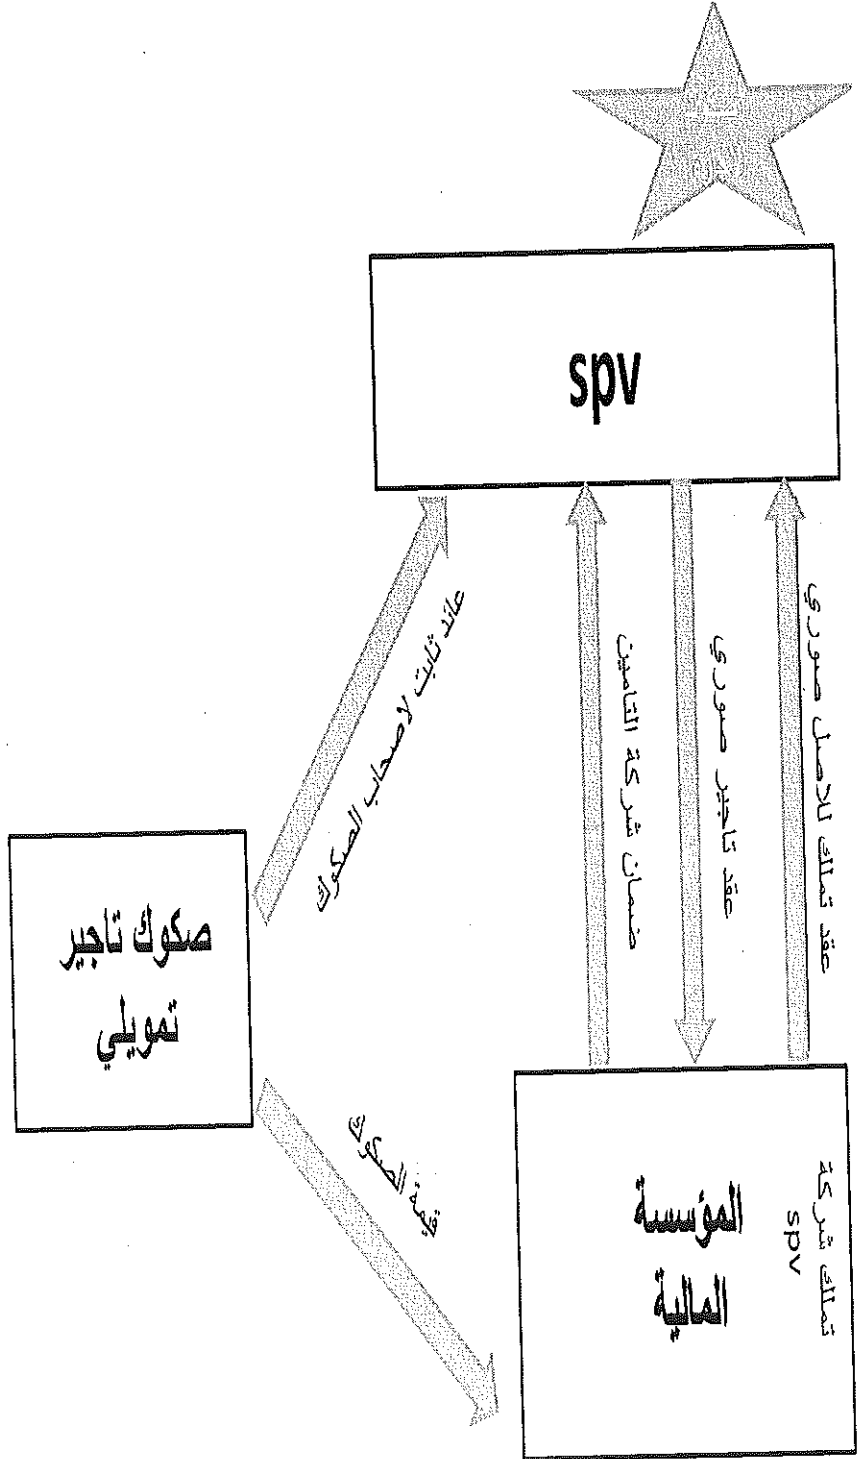 تملك شركة
spv
المؤسسة
المالية
عقد تملك للاصل صوري
عقد تاجير صوري
ضمان شركة التامين
spv
قيمة الصكوك
عائد ثابت لاصحاب الصكوك
صكوك تاجير
تمويلي